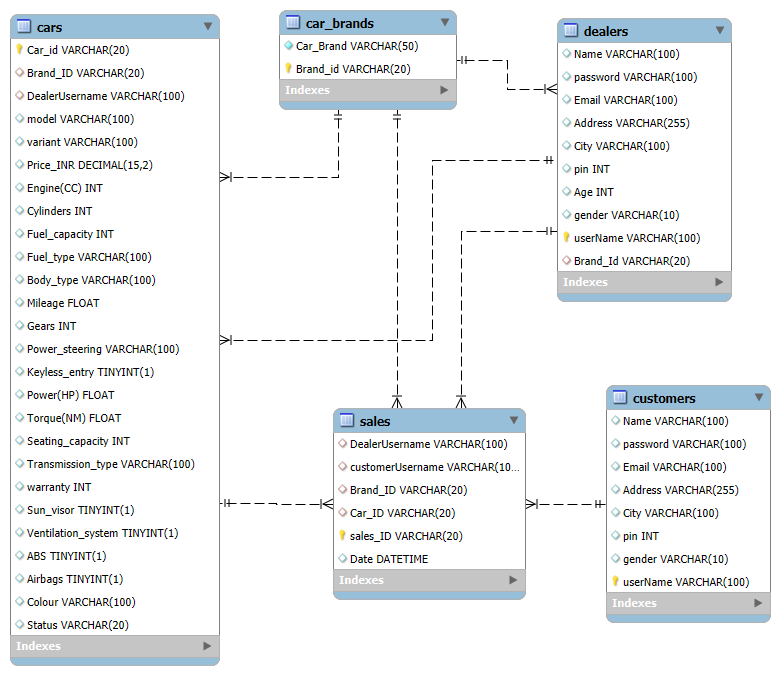 cars
Car_id VARCHAR(20)
Brand_ID VARCHAR(20)
DealerUsername VARCHAR(100)
model VARCHAR(100)
variant VARCHAR(100)
Price_INR DECIMAL(15,2)
Engine(CC) INT
Cylinders INT
Fuel_capacity INT
Fuel_type VARCHAR(100)
Body_type VARCHAR(100)
Mileage FLOAT
Gears INT
Power_steering VARCHAR(100)
Keyless_entry TINYINT(1)
Power(HP) FLOAT
Torque(NM) FLOAT
Seating_capacity INT
Transmission_type VARCHAR(100)
warranty INT
Sun_visor TINYINT(1)
Ventilation_system TINYINT(1)
ABS TINYINT(1)
Airbags TINYINT(1)
Colour VARCHAR(100)
Status VARCHAR(20)
Indexes
car_brands
Car_Brand VARCHAR(50)
Brand_id VARCHAR(20)
Indexes
dealers
Name VARCHAR(100)
password VARCHAR(100)
Email VARCHAR(100)
Address VARCHAR(255)
City VARCHAR(100)
pin INT
Age INT
gender VARCHAR(10)
userName VARCHAR(100)
Brand_Id VARCHAR(20)
Indexes
sales
DealerUsername VARCHAR(100)
customerUsername VARCHAR(10...
Brand_ID VARCHAR(20)
Car_ID VARCHAR(20)
sales_ID VARCHAR(20)
Date DATETIME
Indexes
customers
Name VARCHAR(100)
password VARCHAR(100)
Email VARCHAR(100)
Address VARCHAR(255)
City VARCHAR(100)
pin INT
gender VARCHAR(10)
userName VARCHAR(100)
Indexes